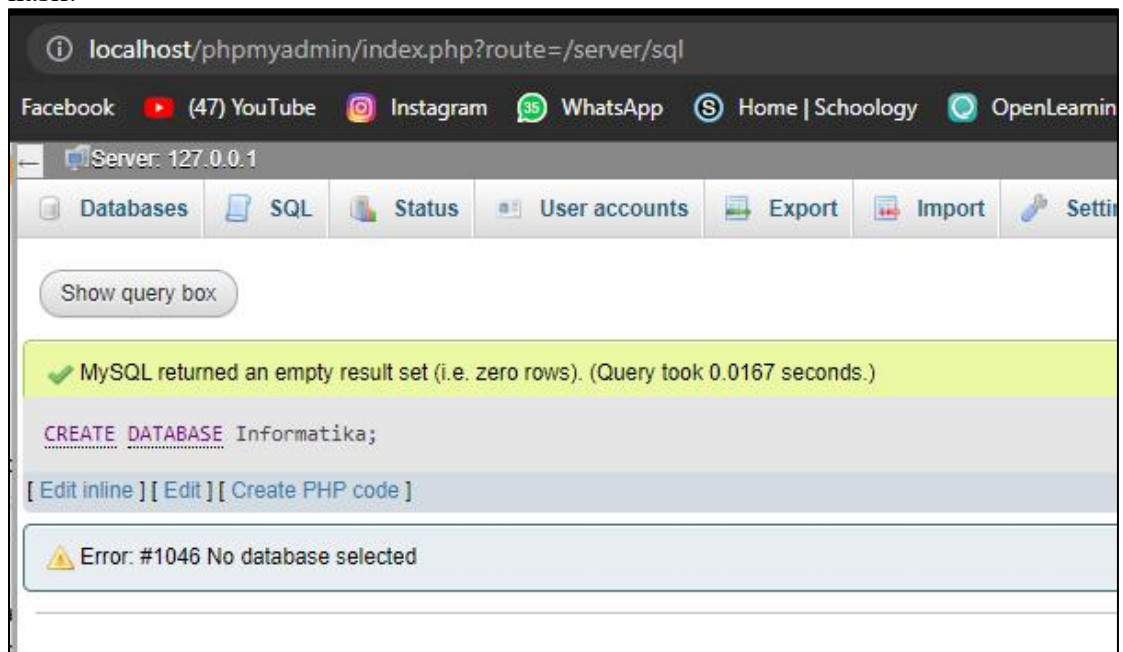 localhost/phpmyadmin/index.php?route=/server/sql
Facebook (47) YouTube Instagram 35 WhatsApp S Home | Schoology OpenLearnin
← Server: 127.0.0.1
Databases SQL Status User accounts Export Import Settin
Show query box
MySQL returned an empty result set (i.e. zero rows). (Query took 0.0167 seconds.)
CREATE DATABASE Informatika;
[ Edit inline ] [ Edit ] [ Create PHP code ]
Error: #1046 No database selected